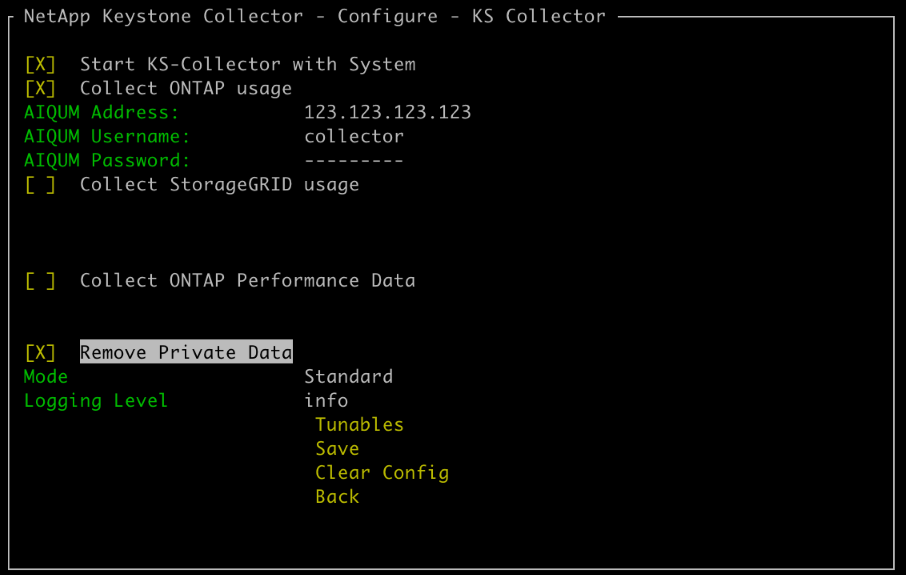 NetApp Keystone Collector - Configure - KS Collector
[X] Start KS-Collector with System
[X] Collect ONTAP usage
AIQUM Address: 123.123.123.123
AIQUM Username: collector
AIQUM Password: ---------
[ ] Collect StorageGRID usage
[ ] Collect ONTAP Performance Data
[X] Remove Private Data
Mode Standard
Logging Level info
Tunables
Save
Clear Config
Back